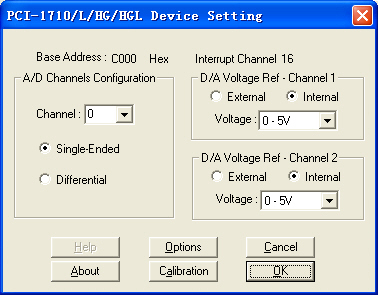 PCI-1710/L/HG/HGL Device Setting
Base Address : C000 Hex Interrupt Channel 16
A/D Channels Configuration
Channel : 0
Single-Ended
Differential
D/A Voltage Ref - Channel 1
External Internal
Voltage : 0 - 5V
D/A Voltage Ref - Channel 2
External Internal
Voltage : 0 - 5V
Help Options Cancel
About Calibration OK